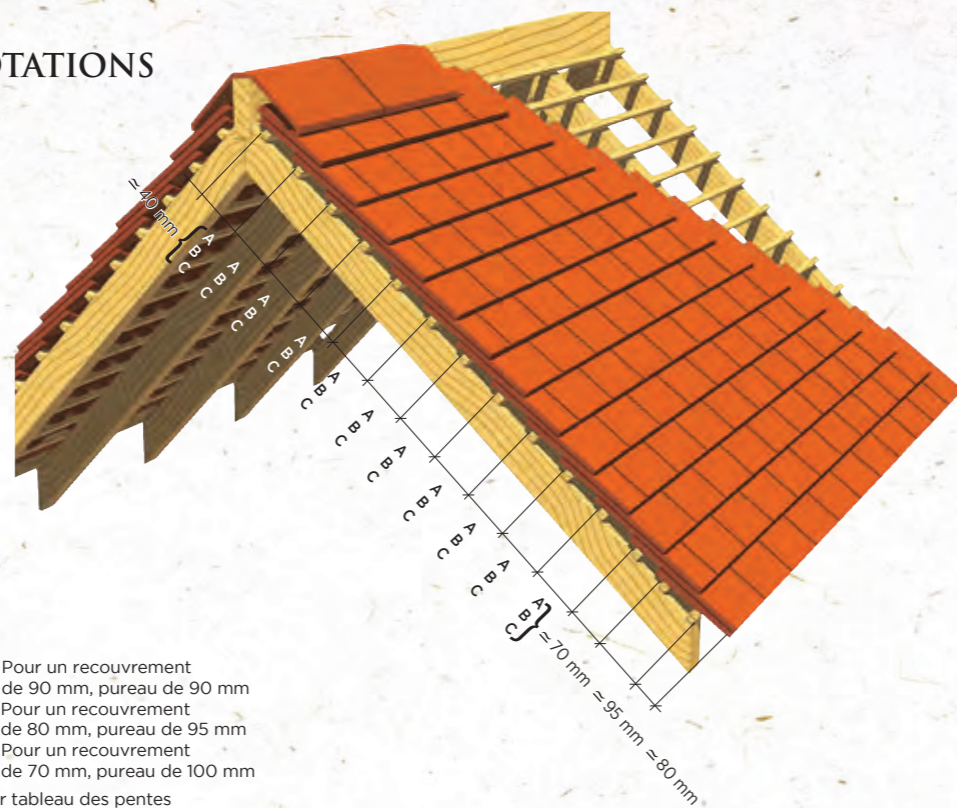 OTATIONS
≃ 40 mm
A B C
A B C
A B C
A B C
A B C
A B C
A B C
A B C
A B C
A B C
A B C
≃ 70 mm ≃ 95 mm ≃ 80 mm
Pour un recouvrement
de 90 mm, pureau de 90 mm
Pour un recouvrement
de 80 mm, pureau de 95 mm
Pour un recouvrement
de 70 mm, pureau de 100 mm
r tableau des pentes